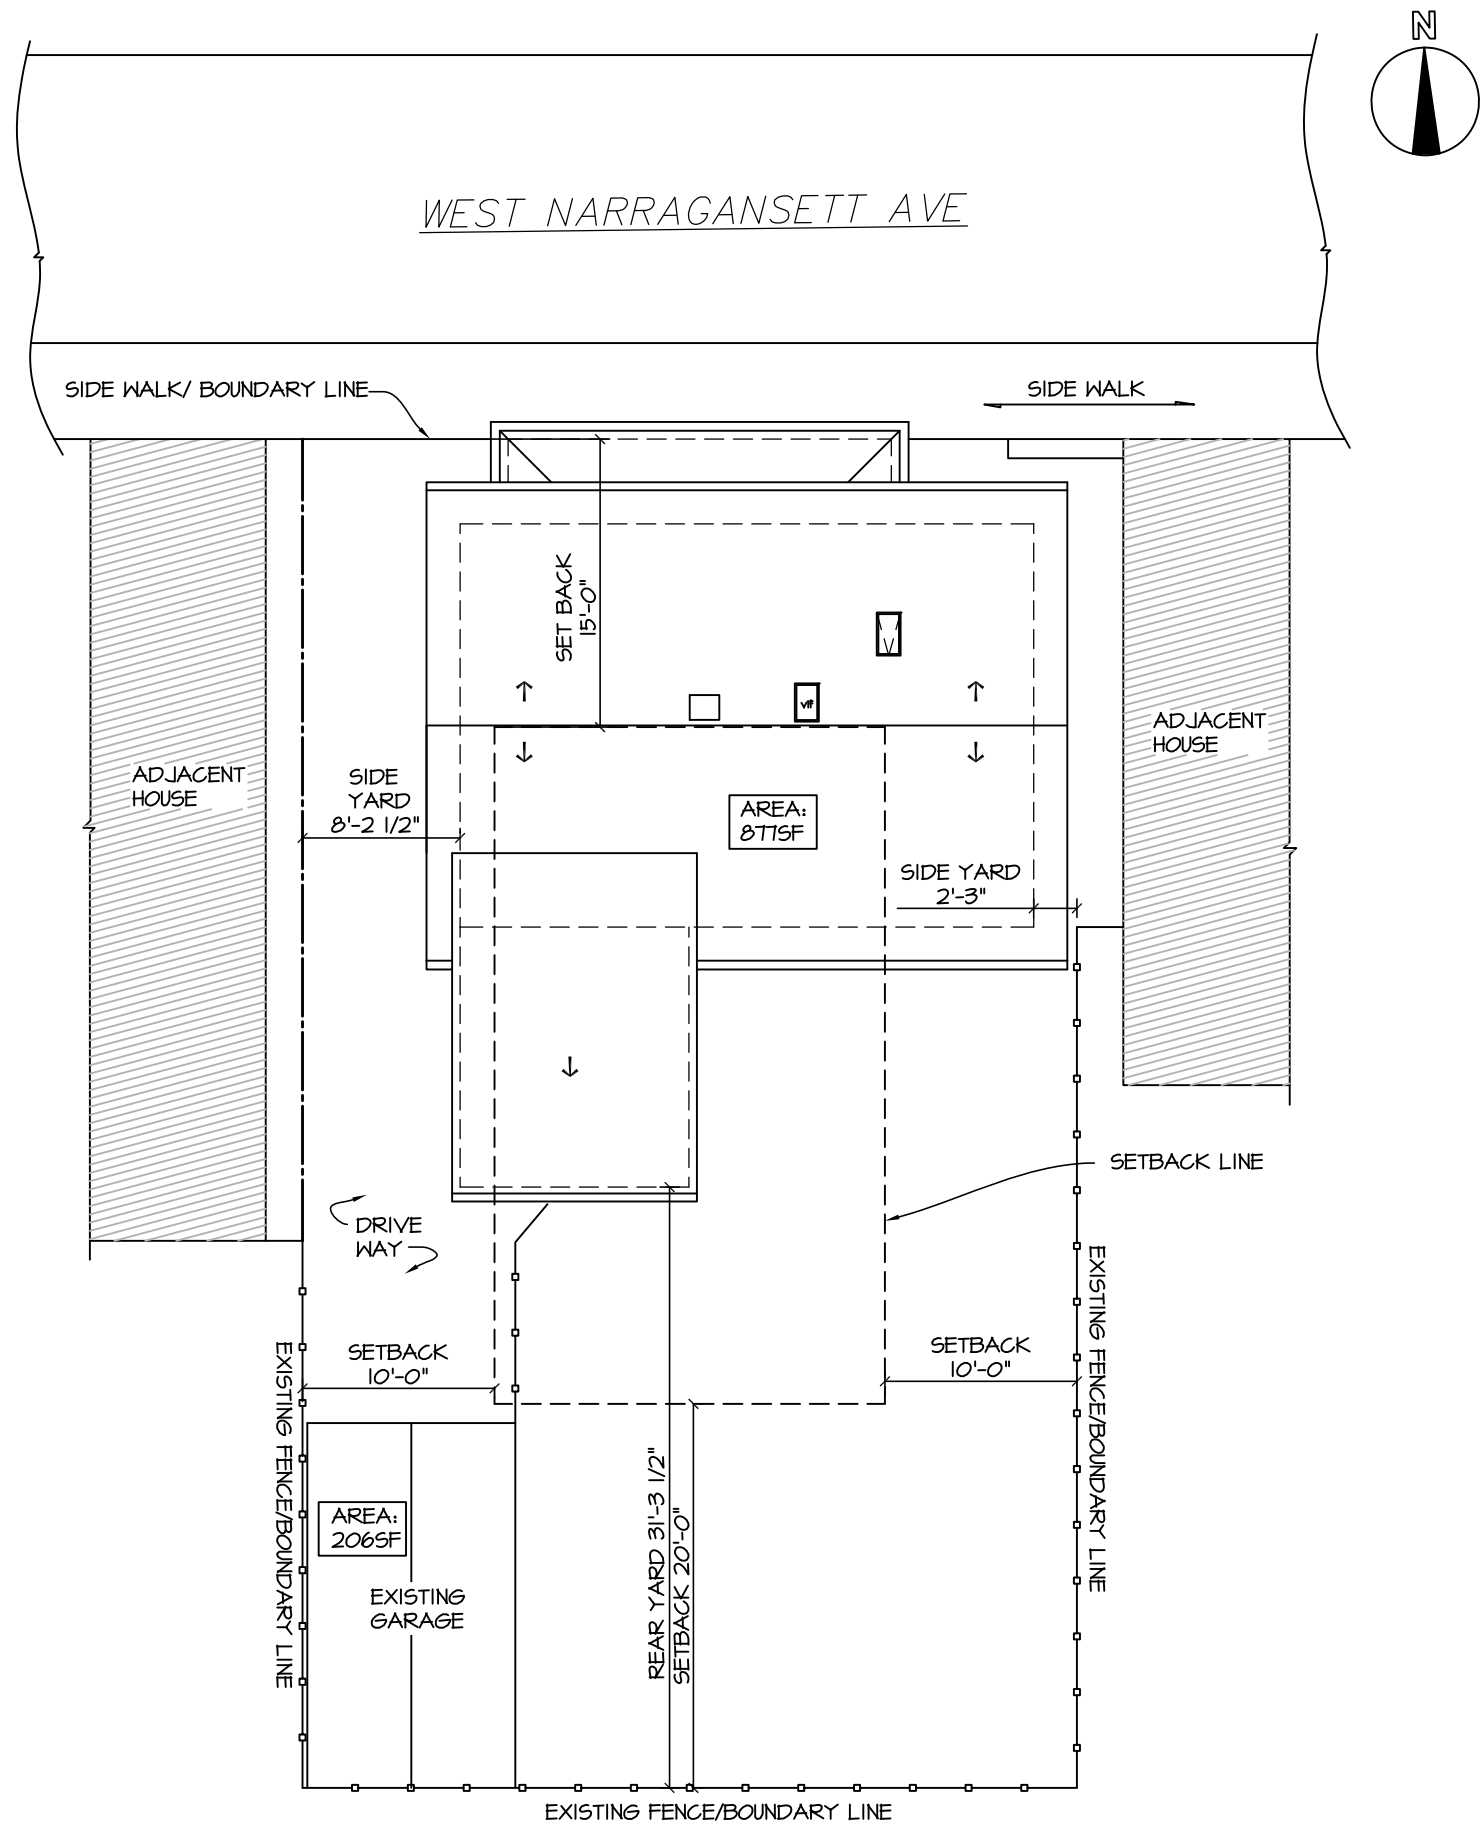 N
WEST NARRAGANSETT AVE
SIDE WALK/ BOUNDARY LINE
SIDE WALK
SET BACK
15'-0"
vif
ADJACENT
HOUSE
ADJACENT
HOUSE
SIDE
YARD
8'-2 1/2"
AREA:
877SF
SIDE YARD
2'-3"
SETBACK LINE
DRIVE
WAY
EXISTING FENCE/BOUNDARY LINE
SETBACK
10'-0"
SETBACK
10'-0"
EXISTING FENCE/BOUNDARY LINE
REAR YARD 31'-3 1/2"
SETBACK 20'-0"
AREA:
206SF
EXISTING
GARAGE
EXISTING FENCE/BOUNDARY LINE